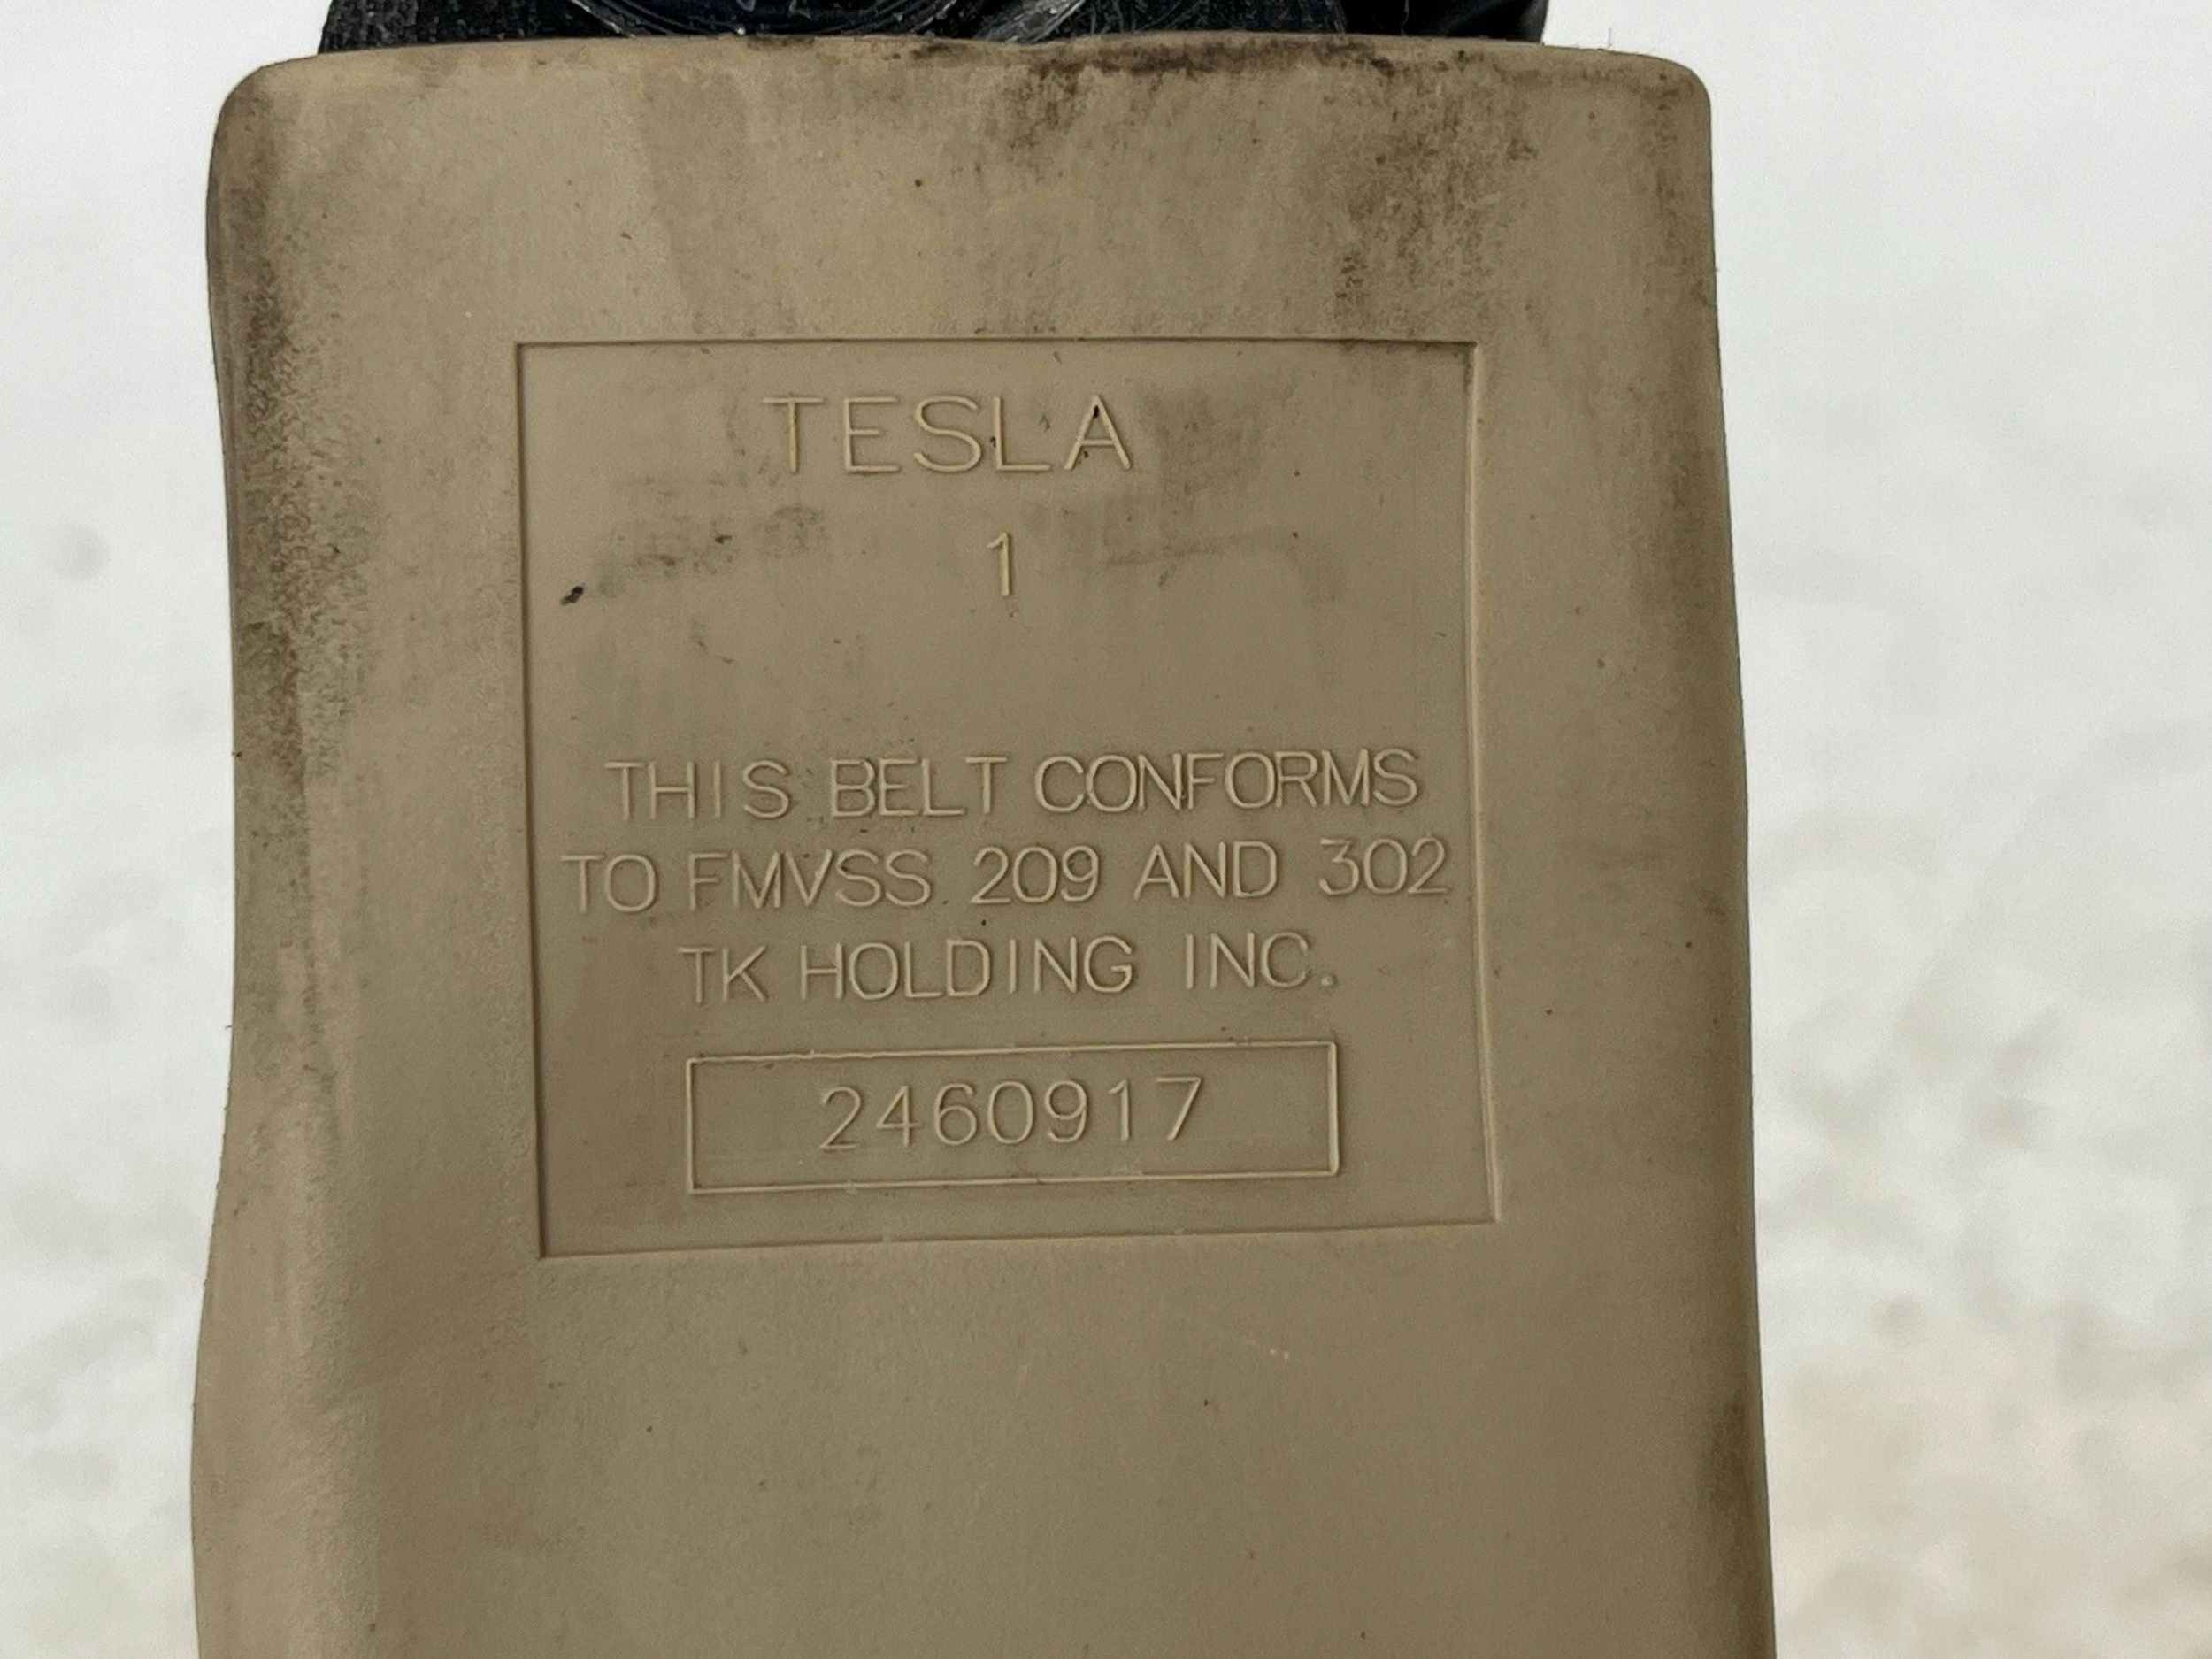 TESLA
1
THIS BELT CONFORMS
TO FMVSS 209 AND 302
TK HOLDING INC.
2460917